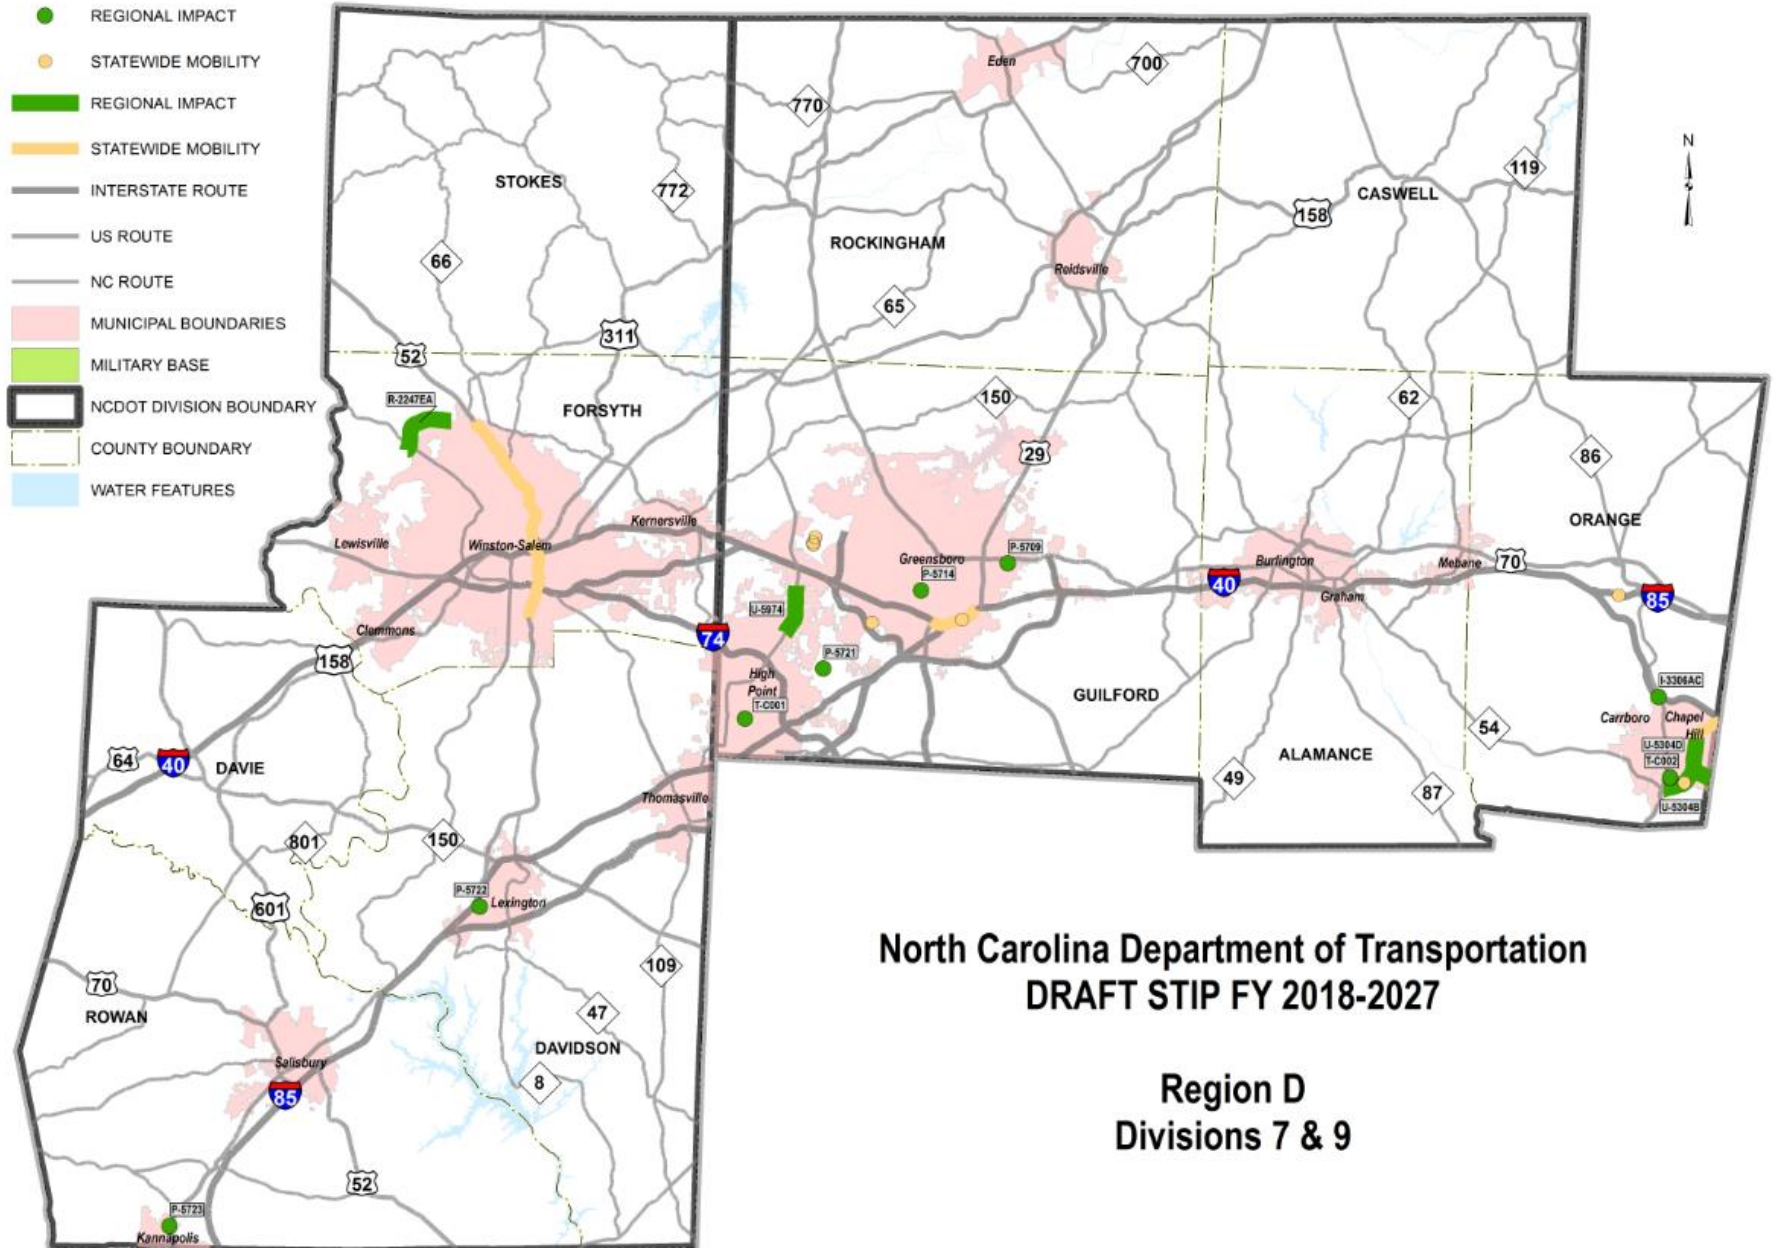 REGIONAL IMPACT
STATEWIDE MOBILITY
REGIONAL IMPACT
STATEWIDE MOBILITY
INTERSTATE ROUTE
US ROUTE
NC ROUTE
MUNICIPAL BOUNDARIES
MILITARY BASE
NCDOT DIVISION BOUNDARY
COUNTY BOUNDARY
WATER FEATURES
N
Eden
700
770
119
STOKES
772
CASWELL
158
ROCKINGHAM
66
Reidsville
65
311
52
R-2247EA
FORSYTH
150
62
29
86
ORANGE
Kernersville
Lewisville
Winston-Salem
Greensboro
P-5709
P-5714
Burlington
Mebane
70
40
85
Graham
U-5974
Clemmons
74
158
P-5721
High
Point
T-C001
GUILFORD
I-3306AC
Carrboro
Chapel
Hill
54
U-5304D
T-C002
U-5304B
ALAMANCE
64
40
DAVIE
49
87
Thomasville
801
150
P-5722
Lexington
601
109
70
ROWAN
47
DAVIDSON
Salisbury
8
85
52
P-5723
Kannapolis
North Carolina Department of Transportation
DRAFT STIP FY 2018-2027
Region D
Divisions 7 & 9